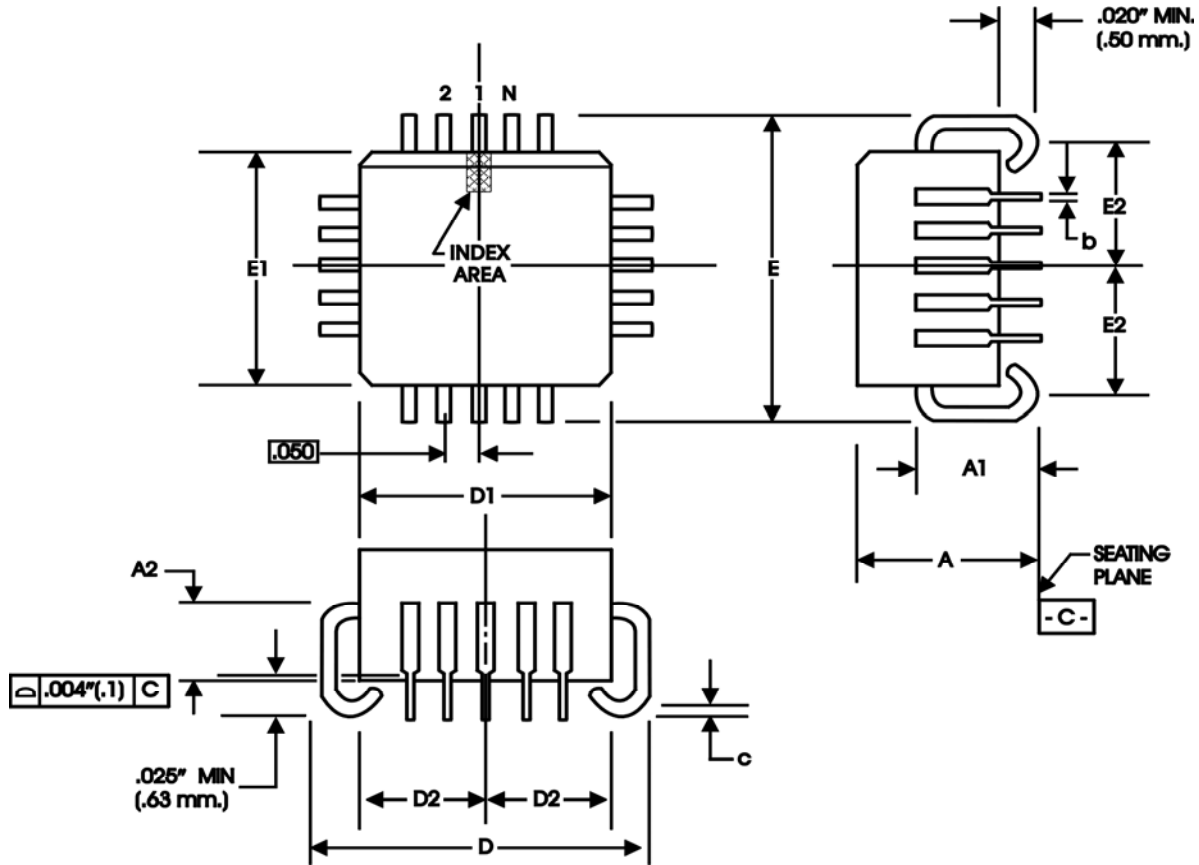 .020" MIN.
(.50 mm.)
2 1 N
E1
INDEX
AREA
E
E2
b
E2
.050
D1
A1
A2
A
SEATING
PLANE
-C-
⌓ .004"(.1) C
.025" MIN
(.63 mm.)
c
D2 D2
D